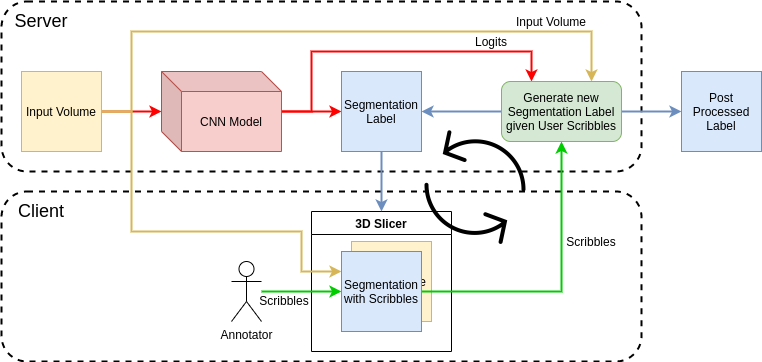 Server
Input Volume
Logits
Input Volume
CNN Model
Segmentation
Label
Generate new
Segmentation Label
given User Scribbles
Post
Processed
Label
Client
3D Slicer
Scribbles
Segmentation
with Scribbles
Scribbles
Annotator